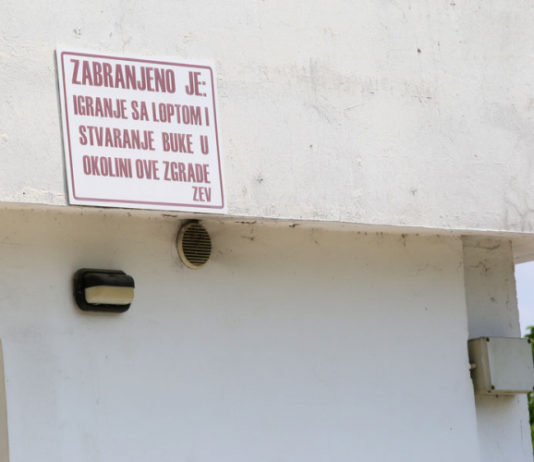 ZABRANJENO JE:
IGRANJE SA LOPTOM I
STVARANJE BUKE U
OKOLINI OVE ZGRADE
ZEV